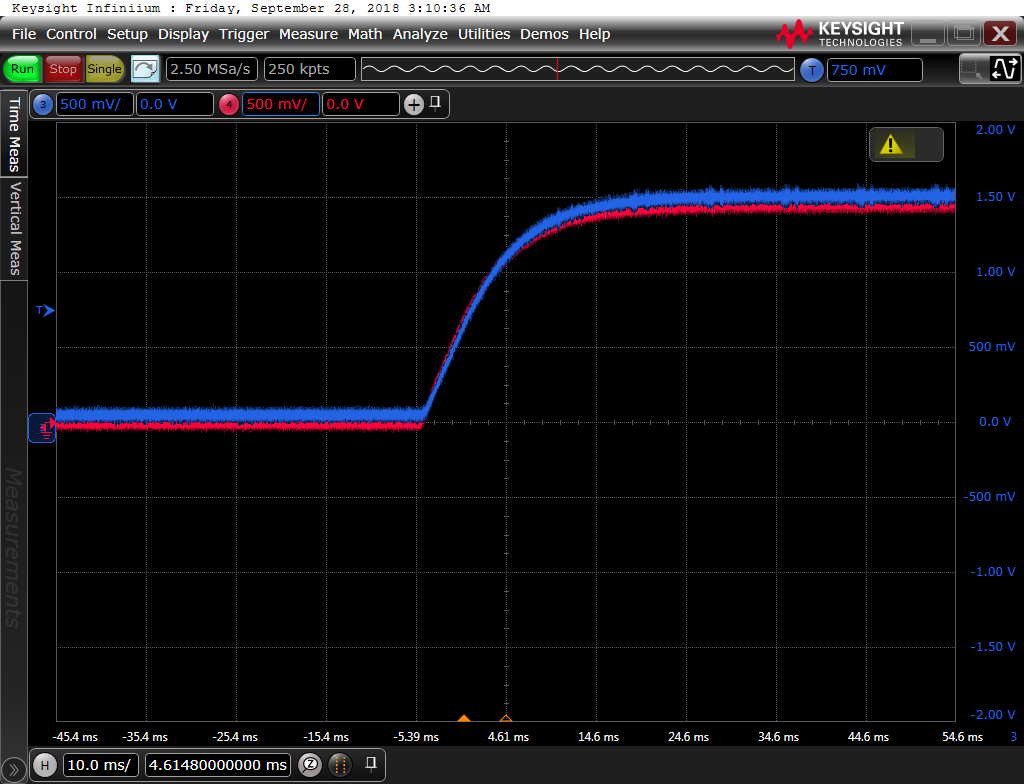 Keysight Infiniium : Friday, September 28, 2018 3:10:36 AM
File Control Setup Display Trigger Measure Math Analyze Utilities Demos Help
KEYSIGHT
TECHNOLOGIES
Run Stop Single 2.50 MSa/s 250 kpts T 750 mV
3 500 mV/ 0.0 V 4 500 mV/ 0.0 V
Time Meas
Vertical Meas
Measurements
T
2.00 V
1.50 V
1.00 V
500 mV
0.0 V
-500 mV
-1.00 V
-1.50 V
-2.00 V
-45.4 ms -35.4 ms -25.4 ms -15.4 ms -5.39 ms 4.61 ms 14.6 ms 24.6 ms 34.6 ms 44.6 ms 54.6 ms 3
H 10.0 ms/ 4.61480000000 ms Z